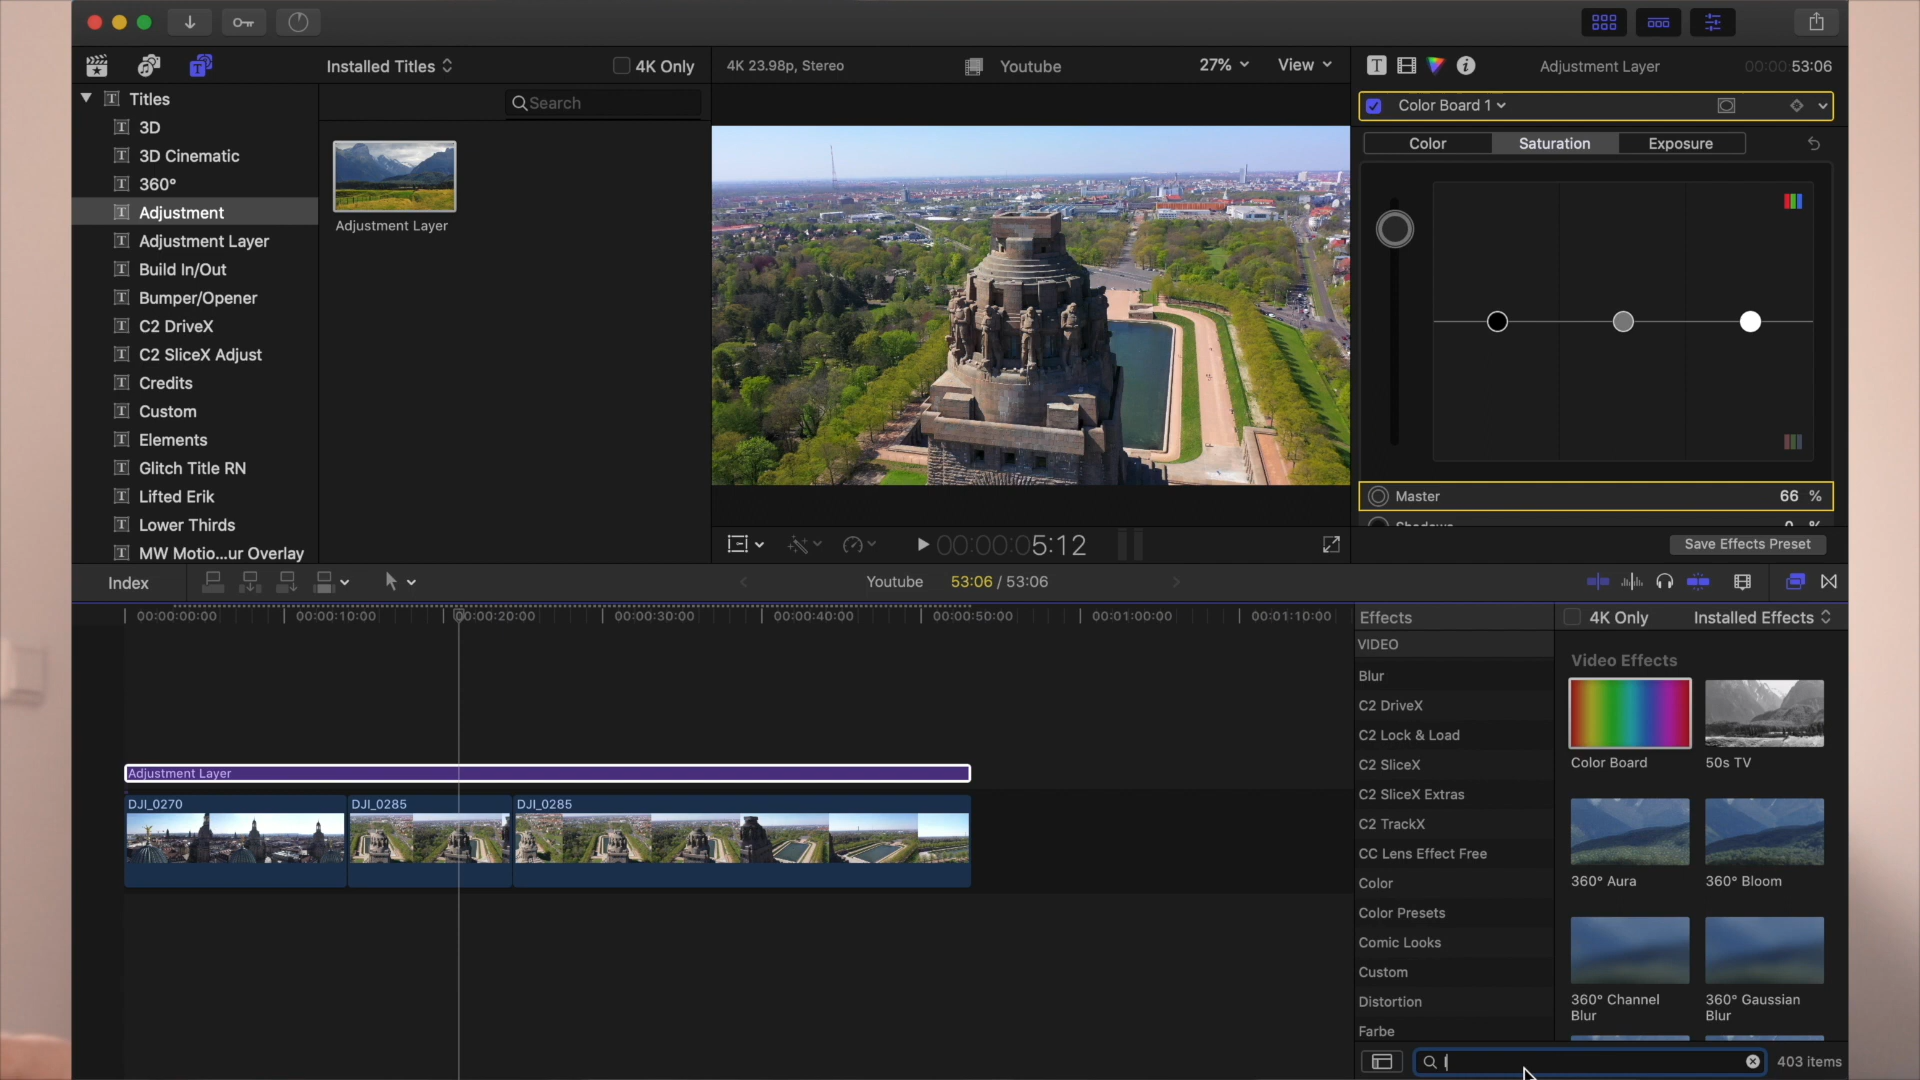 Installed Titles
4K Only
4K 23.98p, Stereo
Youtube
27%
View
Adjustment Layer
00:00:53:06
Titles
3D
3D Cinematic
360°
Adjustment
Adjustment Layer
Build In/Out
Bumper/Opener
C2 DriveX
C2 SliceX Adjust
Credits
Custom
Elements
Glitch Title RN
Lifted Erik
Lower Thirds
MW Motio...ur Overlay
Search
Adjustment Layer
Color Board 1
Color
Saturation
Exposure
Master
66 %
Shadows
0 %
Save Effects Preset
00:00:05:12
Index
Youtube
53:06 / 53:06
00:00:00:00
00:00:10:00
00:00:20:00
00:00:30:00
00:00:40:00
00:00:50:00
00:01:00:00
00:01:10:00
Adjustment Layer
DJI_0270
DJI_0285
DJI_0285
Effects
4K Only
Installed Effects
VIDEO
Blur
C2 DriveX
C2 Lock & Load
C2 SliceX
C2 SliceX Extras
C2 TrackX
CC Lens Effect Free
Color
Color Presets
Comic Looks
Custom
Distortion
Farbe
Video Effects
Color Board
50s TV
360° Aura
360° Bloom
360° Channel
Blur
360° Gaussian
Blur
403 items